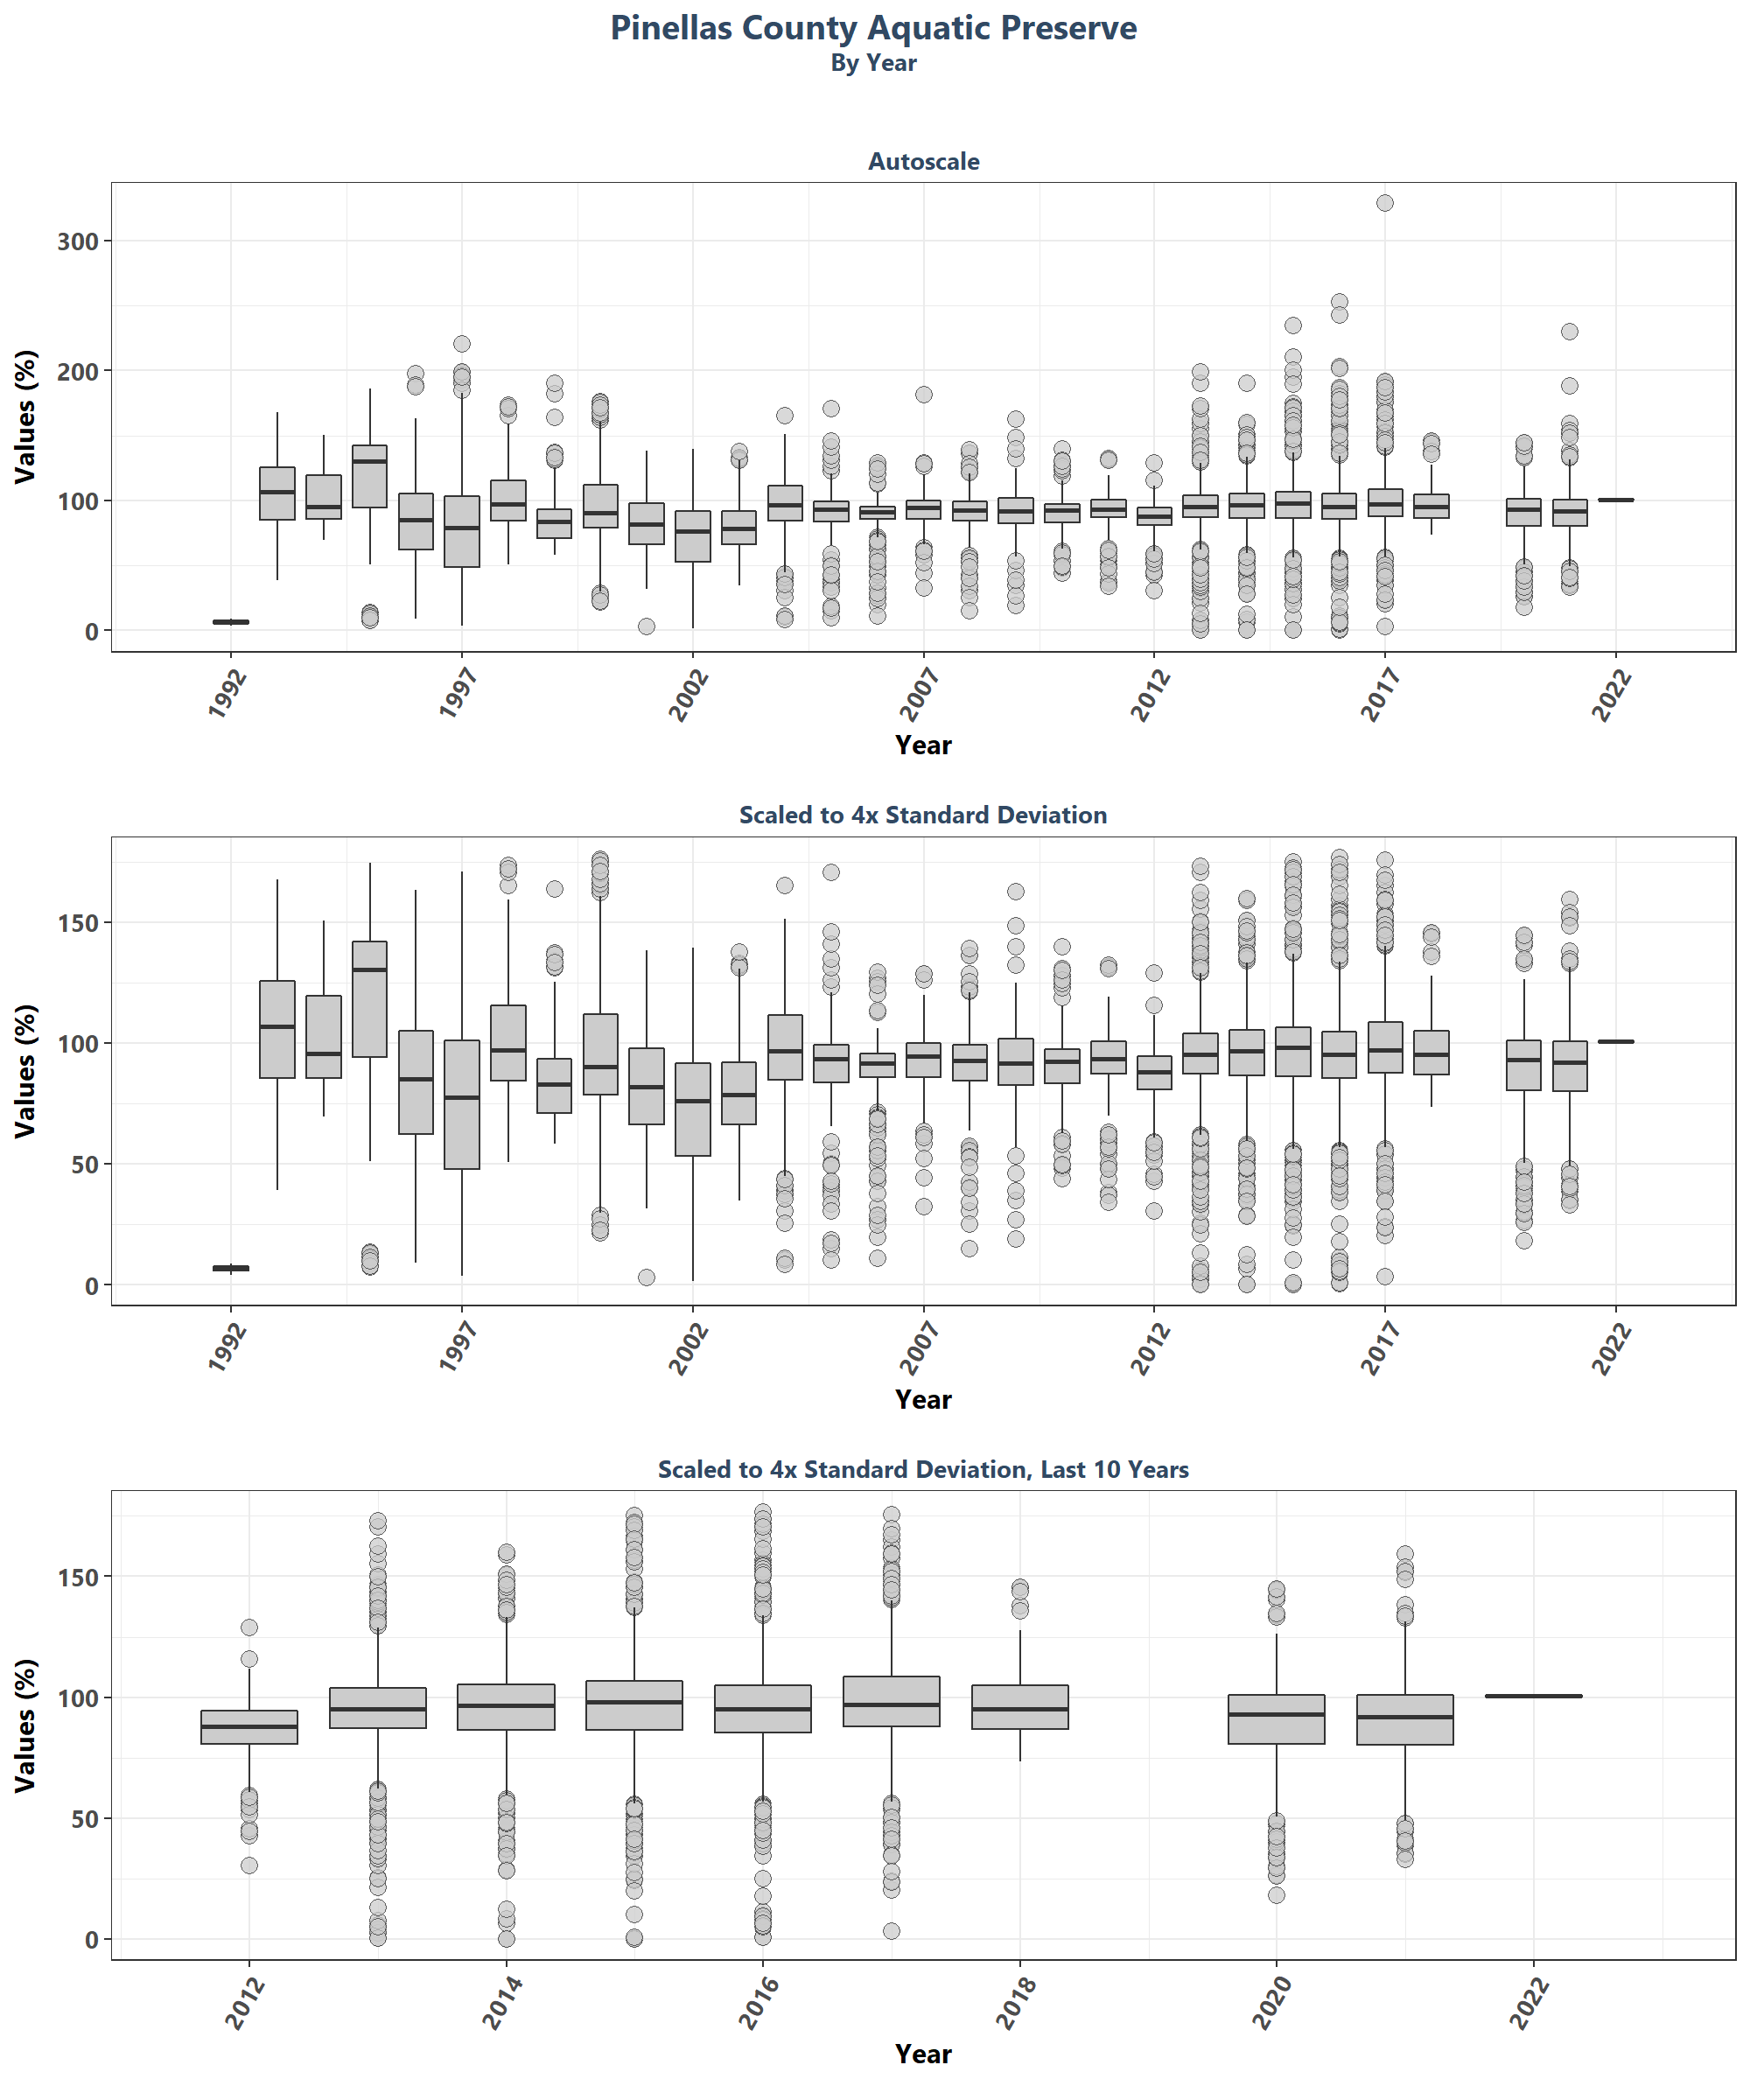 Pinellas County Aquatic Preserve
By Year
Autoscale
Values (%)
300
200
100
0
1992 1997 2002 2007 2012 2017 2022
Year
Scaled to 4x Standard Deviation
Values (%)
150
100
50
0
1992 1997 2002 2007 2012 2017 2022
Year
Scaled to 4x Standard Deviation, Last 10 Years
Values (%)
150
100
50
0
2012 2014 2016 2018 2020 2022
Year